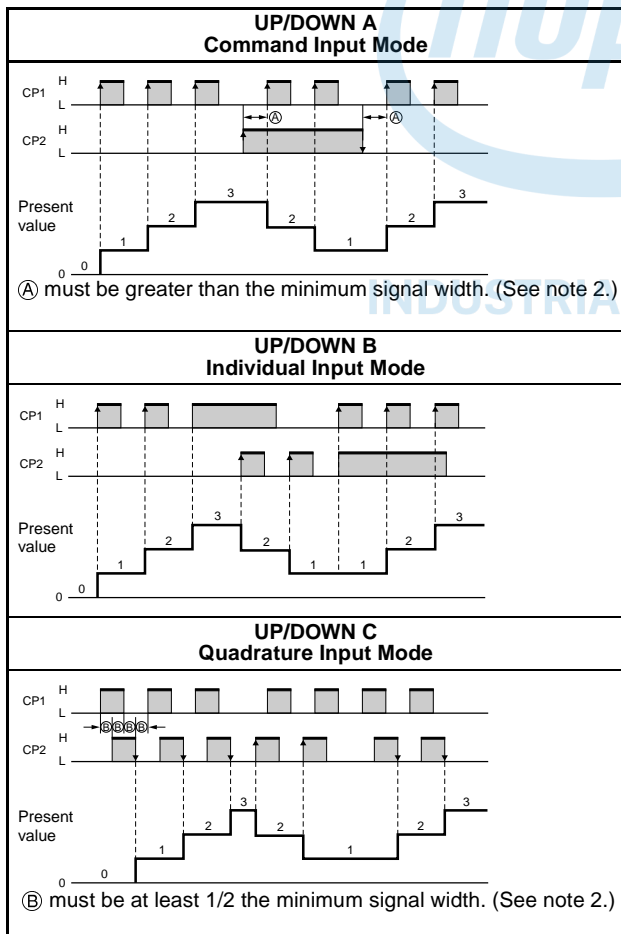 UP/DOWN A
Command Input Mode
CP1 H
L
Ⓐ Ⓐ
CP2 H
L
Present value
3 3
2 2 2
1 1
0 0
Ⓐ must be greater than the minimum signal width. (See note 2.)
INDUSTRIA
UP/DOWN B
Individual Input Mode
CP1 H
L
CP2 H
L
Present value
3 3
2 2 2
1 1 1
0 0
UP/DOWN C
Quadrature Input Mode
CP1 H
L
Ⓑ Ⓑ Ⓑ Ⓑ
CP2 H
L
Present value
3 3
2 2 2
1 1
0 0
Ⓑ must be at least 1/2 the minimum signal width. (See note 2.)